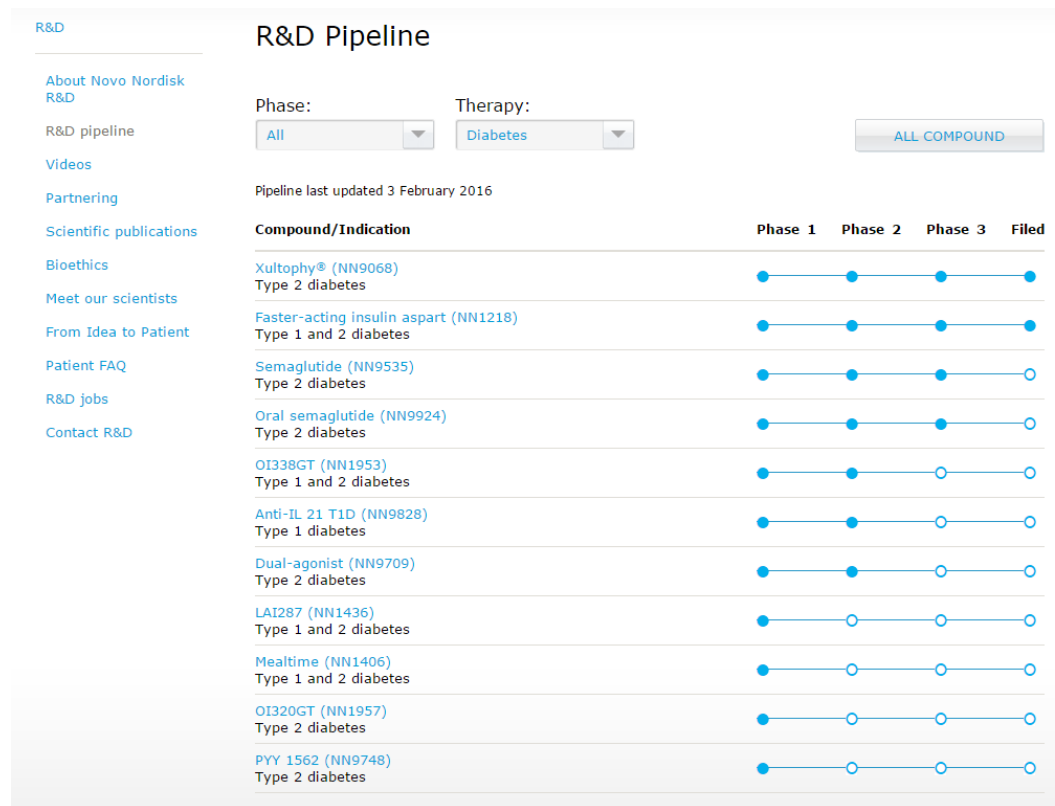 R&D
About Novo Nordisk
R&D
R&D pipeline
Videos
Partnering
Scientific publications
Bioethics
Meet our scientists
From Idea to Patient
Patient FAQ
R&D jobs
Contact R&D
R&D Pipeline
Phase:
Therapy:
All
Diabetes
ALL COMPOUND
Pipeline last updated 3 February 2016
Compound/Indication Phase 1 Phase 2 Phase 3 Filed
Xultophy® (NN9068)
Type 2 diabetes
Faster-acting insulin aspart (NN1218)
Type 1 and 2 diabetes
Semaglutide (NN9535)
Type 2 diabetes
Oral semaglutide (NN9924)
Type 2 diabetes
OI338GT (NN1953)
Type 1 and 2 diabetes
Anti-IL 21 T1D (NN9828)
Type 1 diabetes
Dual-agonist (NN9709)
Type 2 diabetes
LAI287 (NN1436)
Type 1 and 2 diabetes
Mealtime (NN1406)
Type 1 and 2 diabetes
OI320GT (NN1957)
Type 2 diabetes
PYY 1562 (NN9748)
Type 2 diabetes